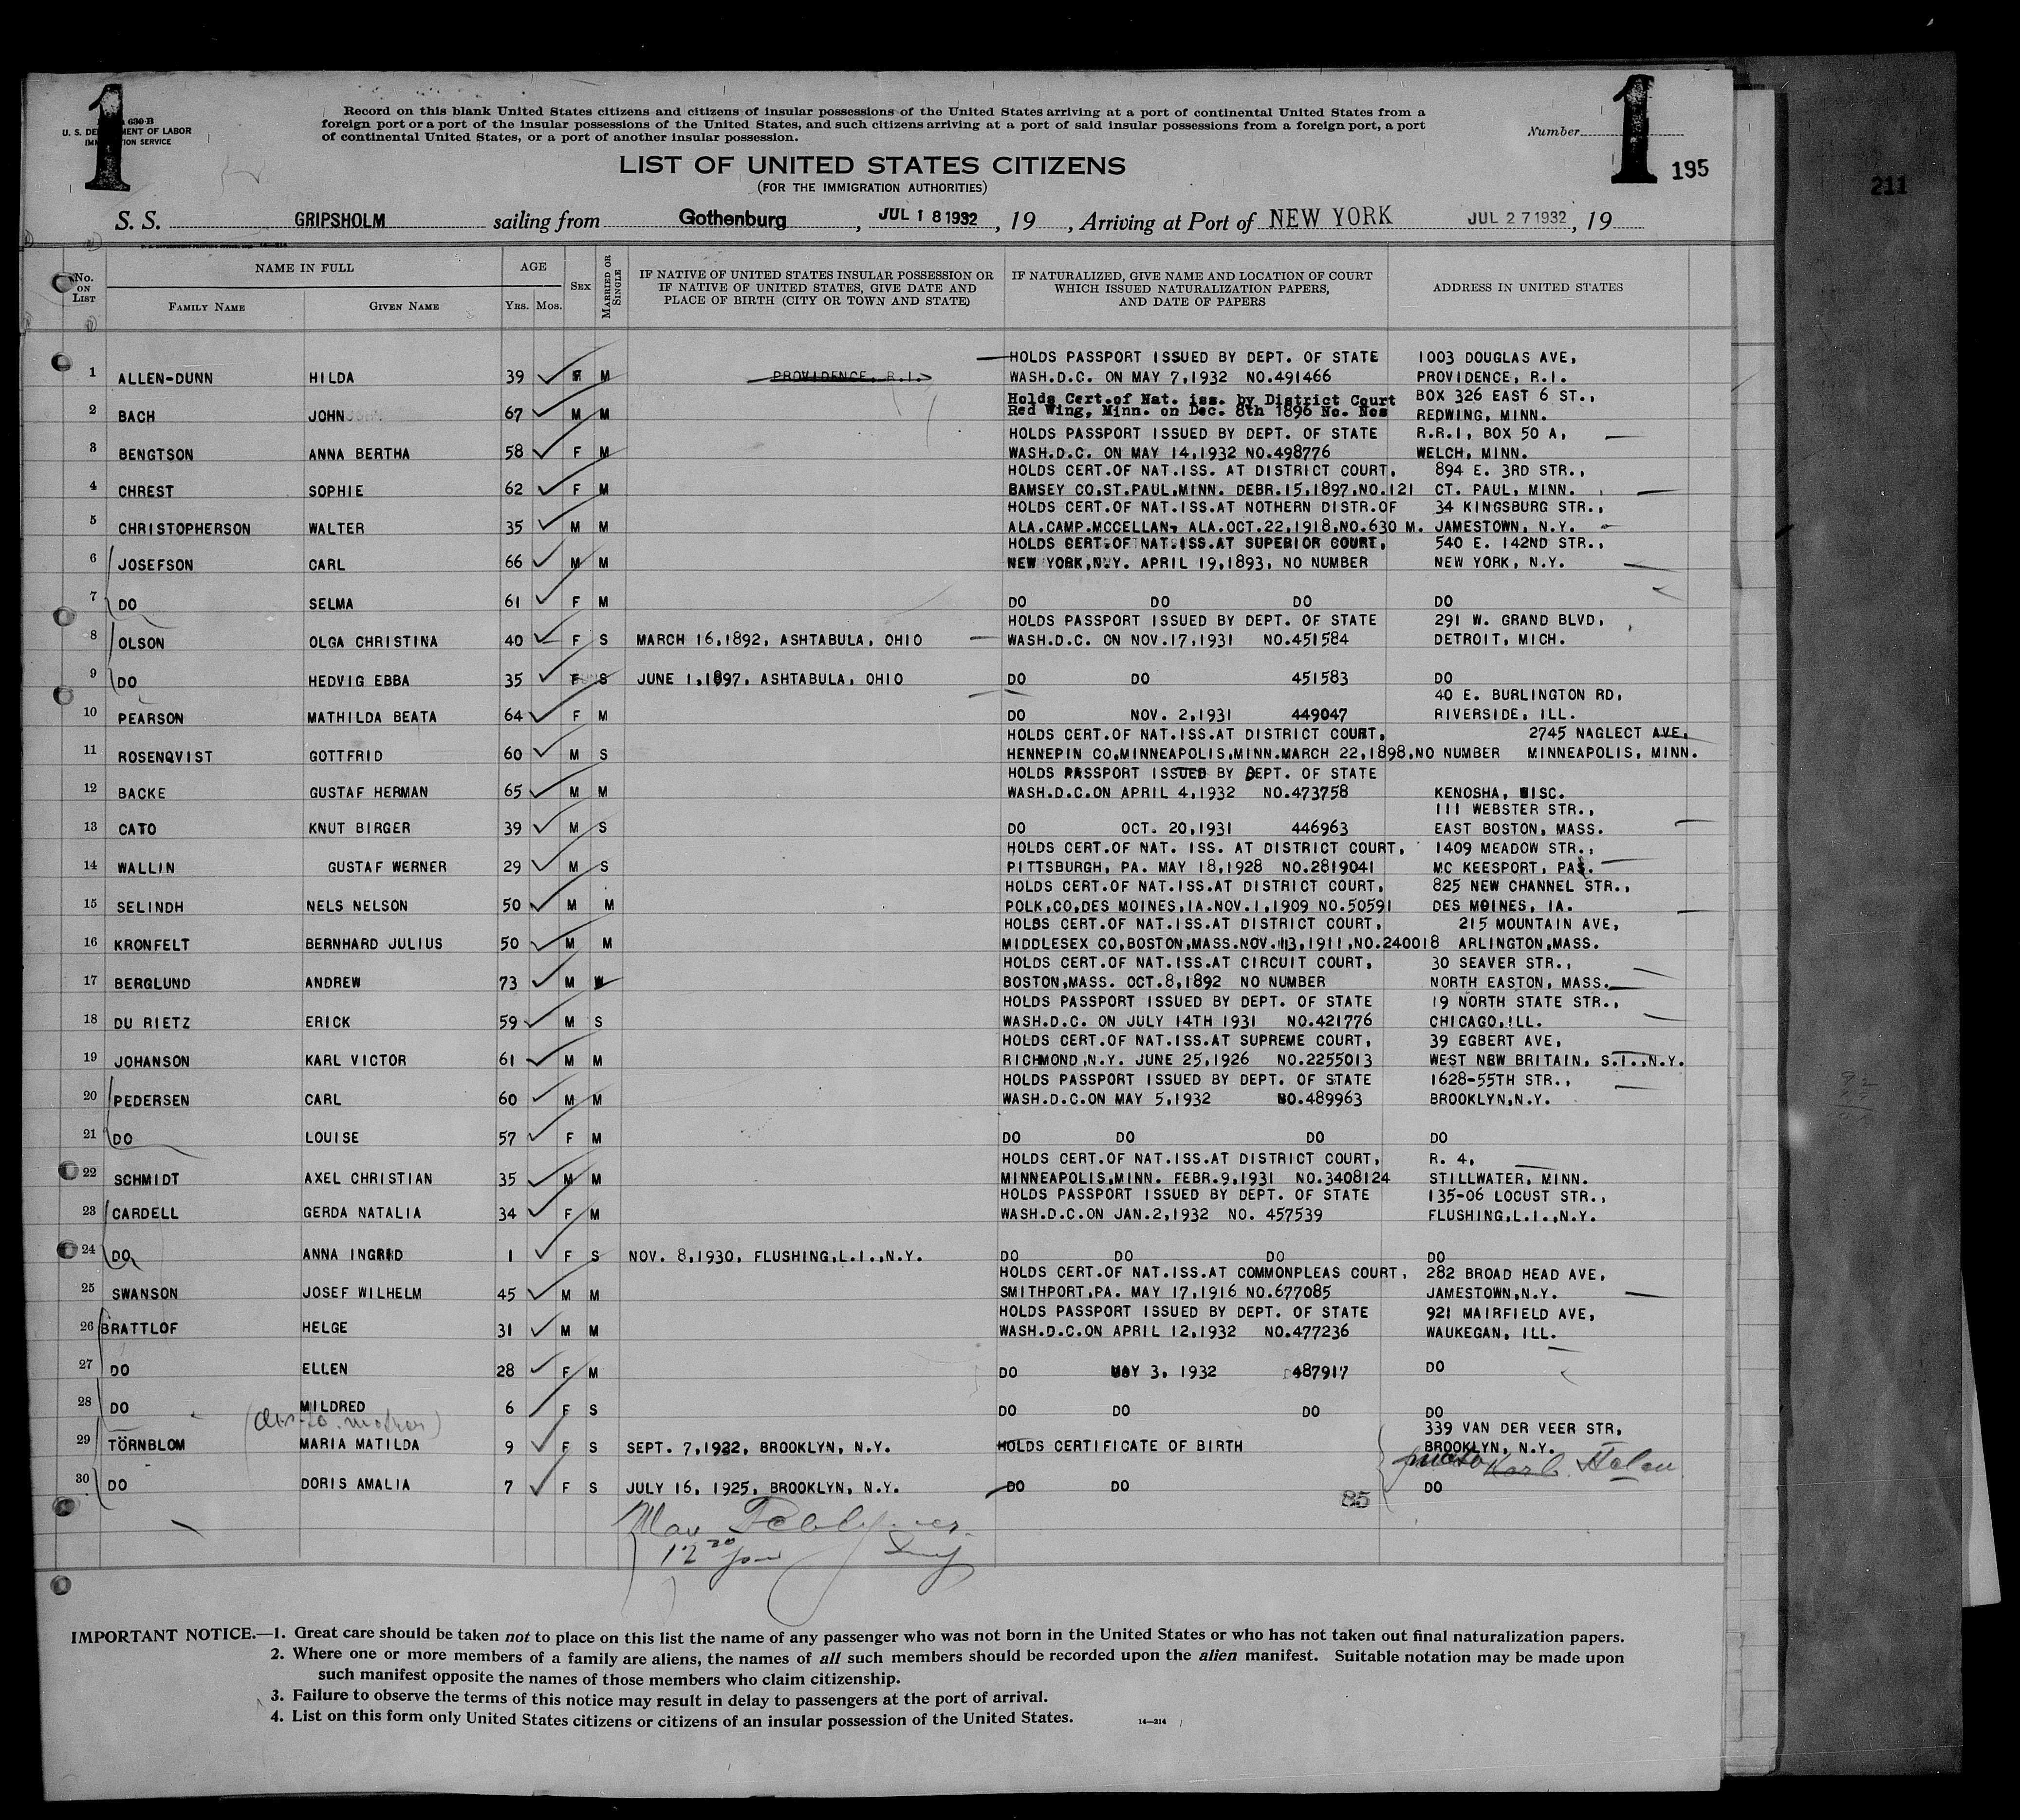 1
1
630-B
U. S. DEPARTMENT OF LABOR
IMMIGRATION SERVICE
Record on this blank United States citizens and citizens of insular possessions of the United States arriving at a port of continental United States from a
foreign port or a port of the insular possessions of the United States, and such citizens arriving at a port of said insular possessions from a foreign port, a port
of continental United States, or a port of another insular possession.
Number
195
211
LIST OF UNITED STATES CITIZENS
(FOR THE IMMIGRATION AUTHORITIES)
S. S. GRIPSHOLM sailing from Gothenburg, JUL 18 1932, 19 , Arriving at Port of NEW YORK JUL 27 1932, 19
No. ON LIST
NAME IN FULL
FAMILY NAME
GIVEN NAME
AGE
Yrs. Mos.
SEX
MARRIED OR SINGLE
IF NATIVE OF UNITED STATES INSULAR POSSESSION OR
IF NATIVE OF UNITED STATES, GIVE DATE AND
PLACE OF BIRTH (CITY OR TOWN AND STATE)
IF NATURALIZED, GIVE NAME AND LOCATION OF COURT
WHICH ISSUED NATURALIZATION PAPERS,
AND DATE OF PAPERS
ADDRESS IN UNITED STATES
HOLDS PASSPORT ISSUED BY DEPT. OF STATE 1003 DOUGLAS AVE,
1 ALLEN-DUNN HILDA 39 F M PROVIDENCE, R.I. WASH.D.C. ON MAY 7,1932 NO.491466 PROVIDENCE, R.I.
Holds Cert.of Nat. iss. by District Court BOX 326 EAST 6 ST.,
2 BACH JOHN 67 M M Red Wing, Minn. on Dec. 8th 1896 No. Nos REDWING, MINN.
HOLDS PASSPORT ISSUED BY DEPT. OF STATE R.R.1, BOX 50 A,
3 BENGTSON ANNA BERTHA 58 F M WASH.D.C. ON MAY 14,1932 NO.498776 WELCH, MINN.
HOLDS CERT.OF NAT.ISS. AT DISTRICT COURT, 894 E. 3RD STR.,
4 CHREST SOPHIE 62 F M BAMSEY CO,ST.PAUL,MINN. DEBR.15,1897,NO.121 CT. PAUL, MINN.
HOLDS CERT.OF NAT.ISS.AT NOTHERN DISTR.OF 34 KINGSBURG STR.,
5 CHRISTOPHERSON WALTER 35 M M ALA.CAMP.MCCELLAN, ALA.OCT.22,1918,NO.630 M. JAMESTOWN, N.Y.
HOLDS CERT.OF NAT.ISS.AT SUPERIOR COURT, 540 E. 142ND STR.,
6 JOSEFSON CARL 66 M M NEW YORK,N.Y. APRIL 19,1893, NO NUMBER NEW YORK, N.Y.
7 DO SELMA 61 F M DO DO DO DO
HOLDS PASSPORT ISSUED BY DEPT. OF STATE 291 W. GRAND BLVD,
8 OLSON OLGA CHRISTINA 40 F S MARCH 16,1892, ASHTABULA, OHIO WASH.D.C. ON NOV.17,1931 NO.451584 DETROIT, MICH.
9 DO HEDVIG EBBA 35 F S JUNE 1,1897, ASHTABULA, OHIO DO DO 451583 DO
40 E. BURLINGTON RD,
10 PEARSON MATHILDA BEATA 64 F M DO NOV. 2,1931 449047 RIVERSIDE, ILL.
HOLDS CERT.OF NAT.ISS.AT DISTRICT COURT, 2745 NAGLECT AVE,
11 ROSENQVIST GOTTFRID 60 M S HENNEPIN CO,MINNEAPOLIS,MINN.MARCH 22,1898,NO NUMBER MINNEAPOLIS, MINN.
HOLDS PASSPORT ISSUED BY DEPT. OF STATE
12 BACKE GUSTAF HERMAN 65 M M WASH.D.C.ON APRIL 4,1932 NO.473758 KENOSHA, WISC.
111 WEBSTER STR.,
13 CATO KNUT BIRGER 39 M S DO OCT. 20,1931 446963 EAST BOSTON, MASS.
HOLDS CERT.OF NAT. ISS. AT DISTRICT COURT, 1409 MEADOW STR.,
14 WALLIN GUSTAF WERNER 29 M S PITTSBURGH, PA. MAY 18,1928 NO.2819041 MC KEESPORT, PA.
HOLDS CERT.OF NAT.ISS.AT DISTRICT COURT, 825 NEW CHANNEL STR.,
15 SELINDH NELS NELSON 50 M M POLK,CO,DES MOINES,IA.NOV.1,1909 NO.50591 DES MOINES, IA.
HOLDS CERT.OF NAT.ISS.AT DISTRICT COURT, 215 MOUNTAIN AVE,
16 KRONFELT BERNHARD JULIUS 50 M M MIDDLESEX CO,BOSTON,MASS.NOV.13,1911,NO.240018 ARLINGTON,MASS.
HOLDS CERT.OF NAT.ISS.AT CIRCUIT COURT, 30 SEAVER STR.,
17 BERGLUND ANDREW 73 M W BOSTON,MASS. OCT.8,1892 NO NUMBER NORTH EASTON, MASS.
HOLDS PASSPORT ISSUED BY DEPT. OF STATE 19 NORTH STATE STR.,
18 DU RIETZ ERICK 59 M S WASH.D.C. ON JULY 14TH 1931 NO.421776 CHICAGO,ILL.
HOLDS CERT.OF NAT.ISS.AT SUPREME COURT, 39 EGBERT AVE,
19 JOHANSON KARL VICTOR 61 M M RICHMOND,N.Y. JUNE 25,1926 NO.2255013 WEST NEW BRITAIN, S.I.,N.Y.
HOLDS PASSPORT ISSUED BY DEPT. OF STATE 1628-55TH STR.,
20 PEDERSEN CARL 60 M M WASH.D.C.ON MAY 5,1932 NO.489963 BROOKLYN,N.Y.
21 DO LOUISE 57 F M DO DO DO DO
HOLDS CERT.OF NAT.ISS.AT DISTRICT COURT, R. 4,
22 SCHMIDT AXEL CHRISTIAN 35 M M MINNEAPOLIS,MINN. FEBR.9,1931 NO.3408124 STILLWATER, MINN.
HOLDS PASSPORT ISSUED BY DEPT. OF STATE 135-06 LOCUST STR.,
23 CARDELL GERDA NATALIA 34 F M WASH.D.C.ON JAN.2,1932 NO. 457539 FLUSHING,L.I.,N.Y.
24 DO ANNA INGRID 1 F S NOV. 8,1930, FLUSHING,L.I.,N.Y. DO DO DO DO
HOLDS CERT.OF NAT.ISS.AT COMMONPLEAS COURT, 282 BROAD HEAD AVE,
25 SWANSON JOSEF WILHELM 45 M M SMITHPORT,PA. MAY 17,1916 NO.677085 JAMESTOWN,N.Y.
HOLDS PASSPORT ISSUED BY DEPT. OF STATE 921 MAIRFIELD AVE,
26 BRATTLOF HELGE 31 M M WASH.D.C.ON APRIL 12,1932 NO.477236 WAUKEGAN, ILL.
27 DO ELLEN 28 F M DO MAY 3, 1932 487917 DO
28 DO MILDRED 6 F S DO DO DO DO
to mother) 339 VAN DER VEER STR,
29 TÖRNBLOM MARIA MATILDA 9 F S SEPT. 7,1922, BROOKLYN, N.Y. HOLDS CERTIFICATE OF BIRTH BROOKLYN, N.Y.
Karl Helen
30 DO DORIS AMALIA 7 F S JULY 16, 1925, BROOKLYN, N.Y. DO DO DO
85
12 30
IMPORTANT NOTICE.—1. Great care should be taken not to place on this list the name of any passenger who was not born in the United States or who has not taken out final naturalization papers.
2. Where one or more members of a family are aliens, the names of all such members should be recorded upon the alien manifest. Suitable notation may be made upon
such manifest opposite the names of those members who claim citizenship.
3. Failure to observe the terms of this notice may result in delay to passengers at the port of arrival.
4. List on this form only United States citizens or citizens of an insular possession of the United States.
14—214